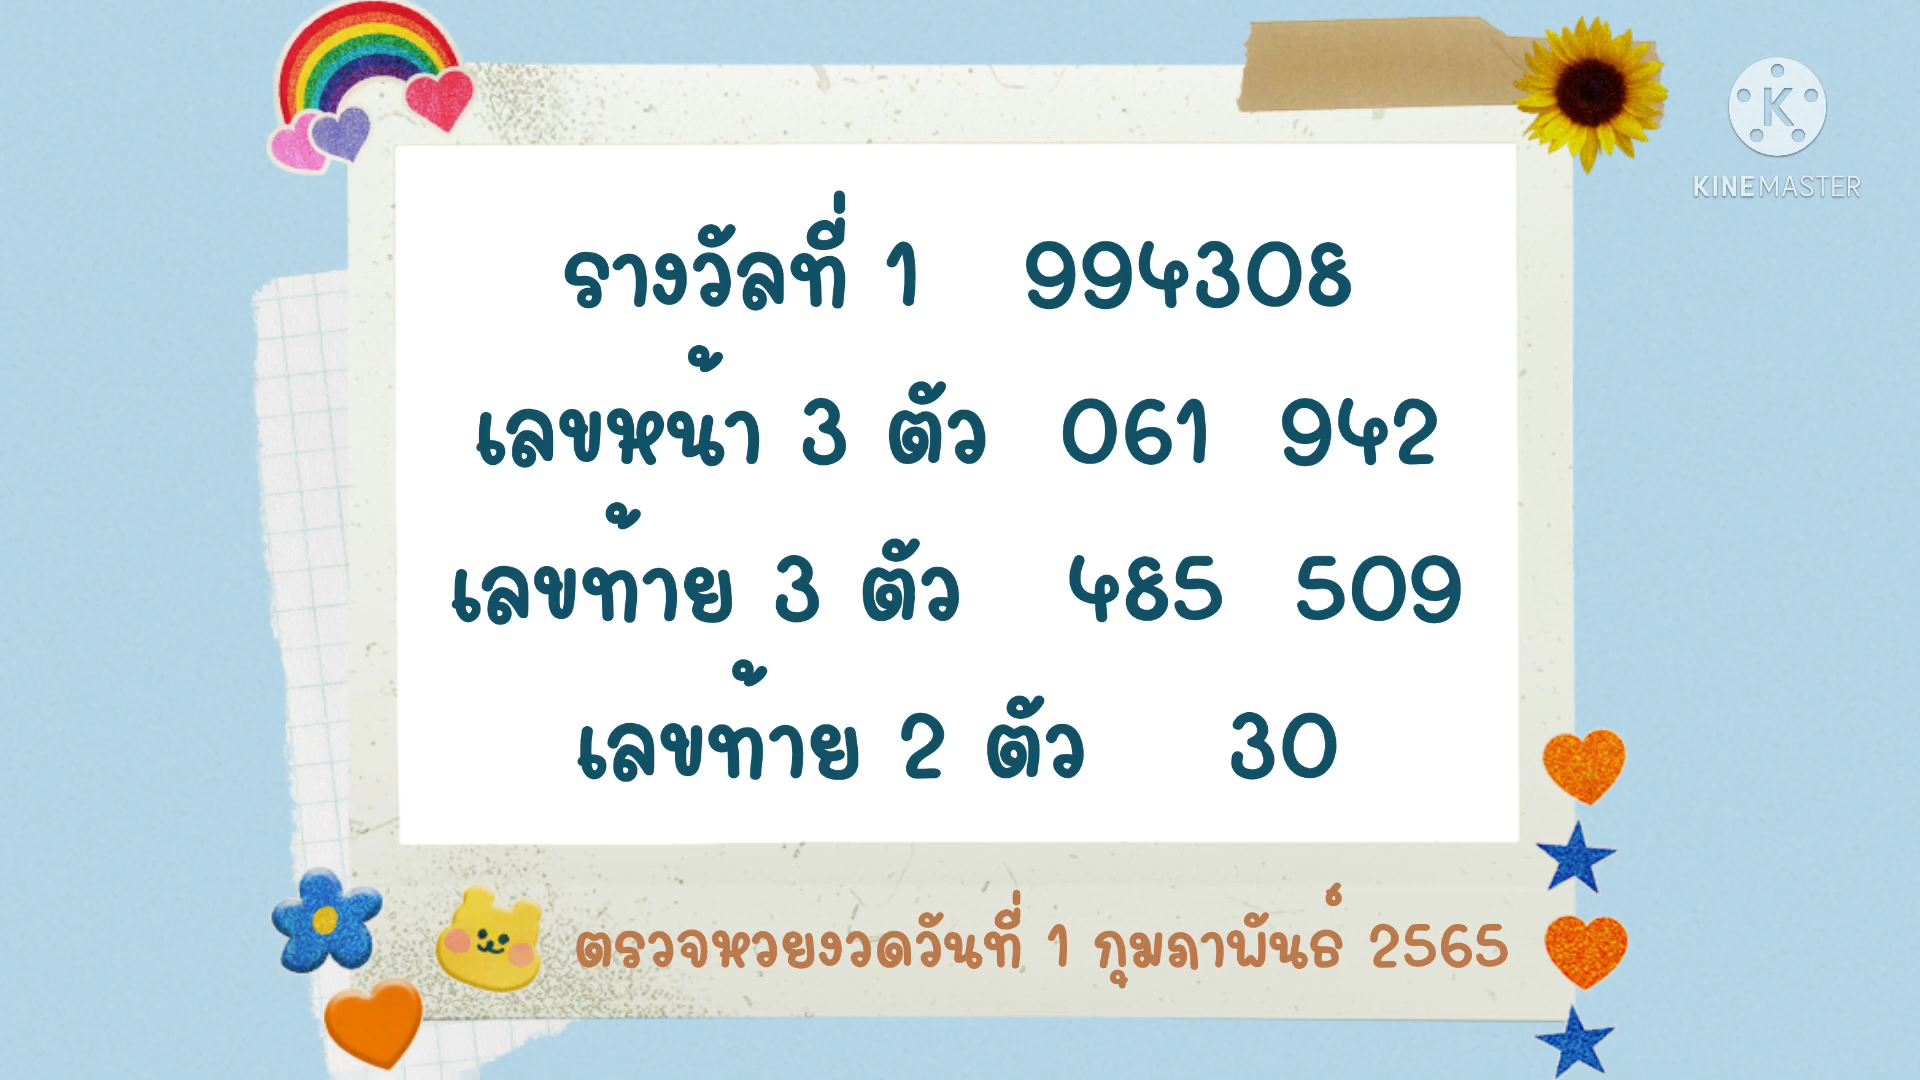 รางวัลที่ 1 994308
เลขหน้า 3 ตัว 061 942
เลขท้าย 3 ตัว 485 509
เลขท้าย 2 ตัว 30
ตรวจหวยงวดวันที่ 1 กุมภาพันธ์ 2565
K
KINEMASTER